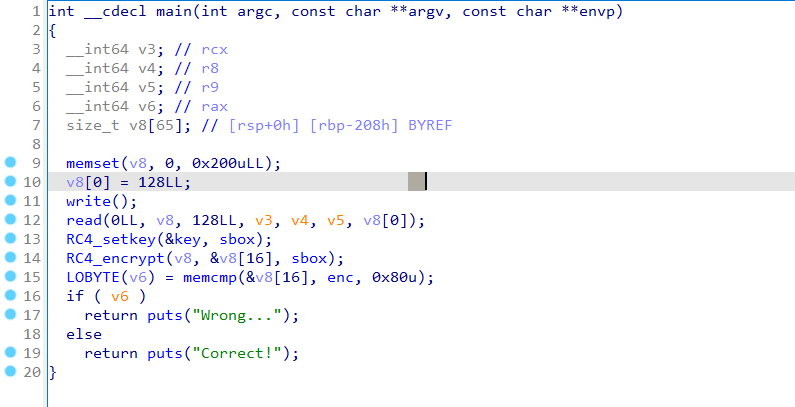 1 int __cdecl main(int argc, const char **argv, const char **envp)
2 {
3 __int64 v3; // rcx
4 __int64 v4; // r8
5 __int64 v5; // r9
6 __int64 v6; // rax
7 size_t v8[65]; // [rsp+0h] [rbp-208h] BYREF
8
9 memset(v8, 0, 0x200uLL);
10 v8[0] = 128LL;
11 write();
12 read(0LL, v8, 128LL, v3, v4, v5, v8[0]);
13 RC4_setkey(&key, sbox);
14 RC4_encrypt(v8, &v8[16], sbox);
15 LOBYTE(v6) = memcmp(&v8[16], enc, 0x80u);
16 if ( v6 )
17 return puts("Wrong...");
18 else
19 return puts("Correct!");
20 }